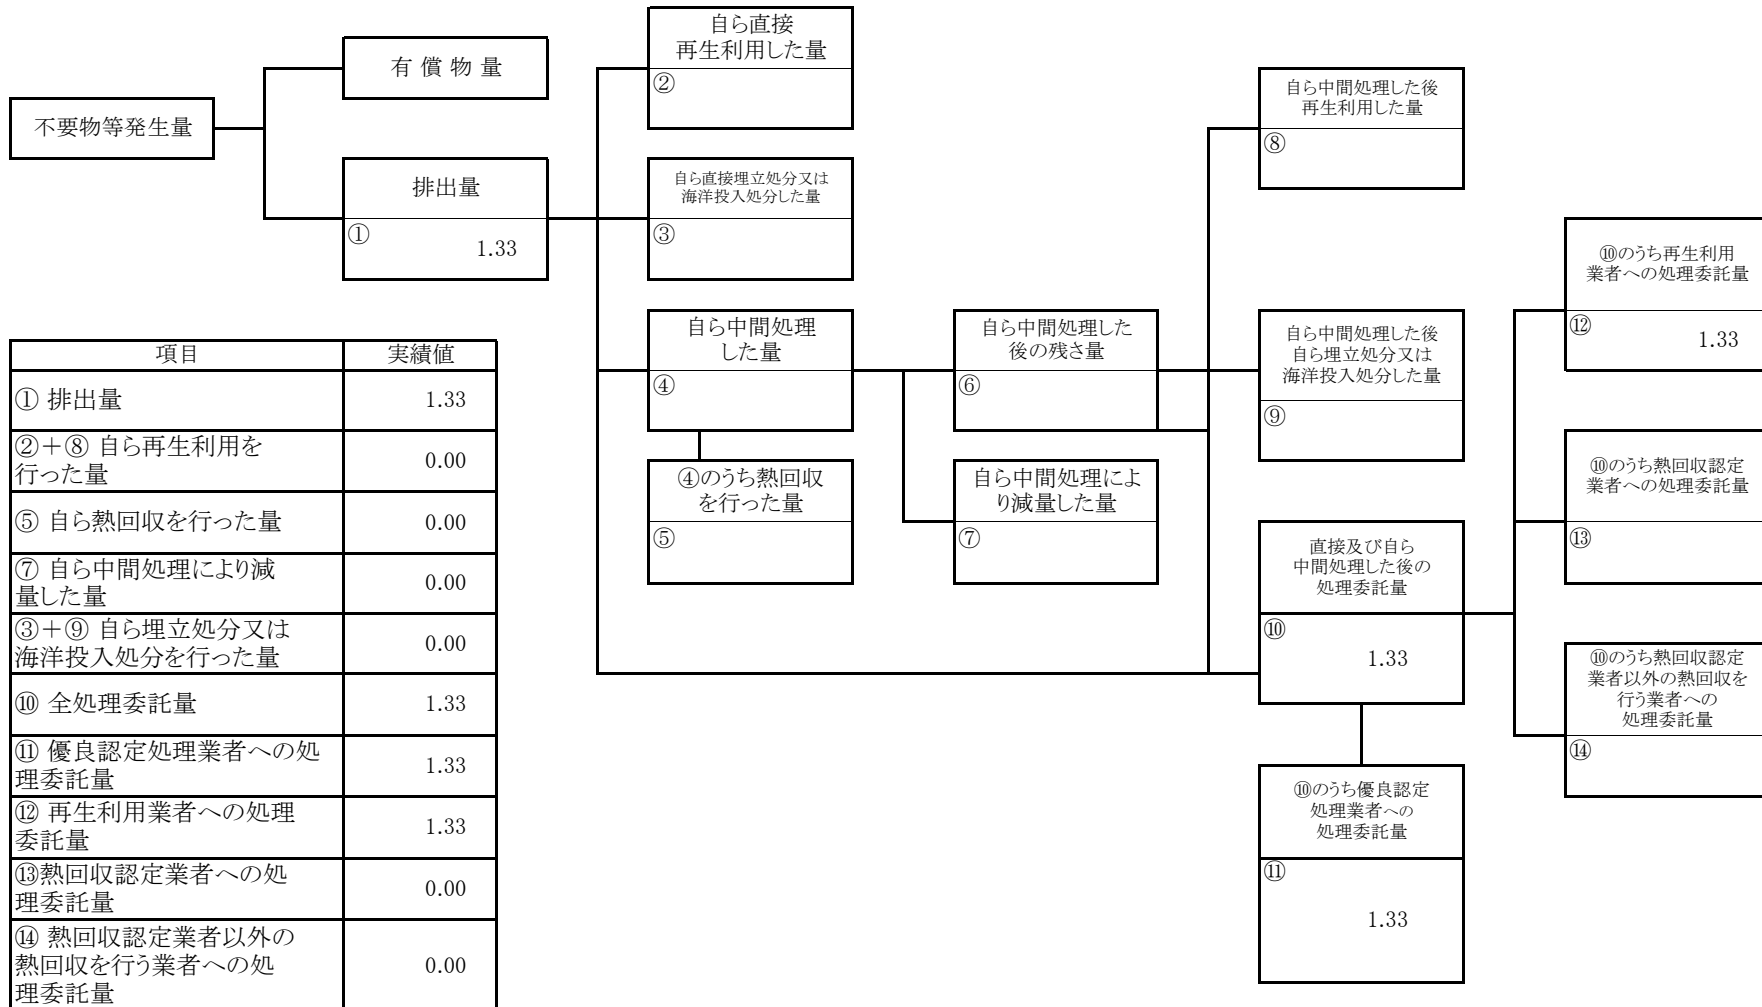 自ら直接
再生利用した量
②
有 償 物 量
不要物等発生量
排出量
①
1.33
自ら直接埋立処分又は
海洋投入処分した量
③
自ら中間処理した後
再生利用した量
⑧
自ら中間処理
した量
④
自ら中間処理した
後の残さ量
⑥
自ら中間処理した後
自ら埋立処分又は
海洋投入処分した量
⑨
⑩のうち再生利用
業者への処理委託量
⑫
1.33
④のうち熱回収
を行った量
⑤
自ら中間処理によ
り減量した量
⑦
⑩のうち熱回収認定
業者への処理委託量
⑬
直接及び自ら
中間処理した後の
処理委託量
⑩
1.33
⑩のうち熱回収認定
業者以外の熱回収を
行う業者への
処理委託量
⑭
⑩のうち優良認定
処理業者への
処理委託量
⑪
1.33
項目 実績値
① 排出量 1.33
②+⑧ 自ら再生利用を
行った量 0.00
⑤ 自ら熱回収を行った量 0.00
⑦ 自ら中間処理により減
量した量 0.00
③+⑨ 自ら埋立処分又は
海洋投入処分を行った量 0.00
⑩ 全処理委託量 1.33
⑪ 優良認定処理業者への処
理委託量 1.33
⑫ 再生利用業者への処理
委託量 1.33
⑬熱回収認定業者への処
理委託量 0.00
⑭ 熱回収認定業者以外の
熱回収を行う業者への処
理委託量 0.00